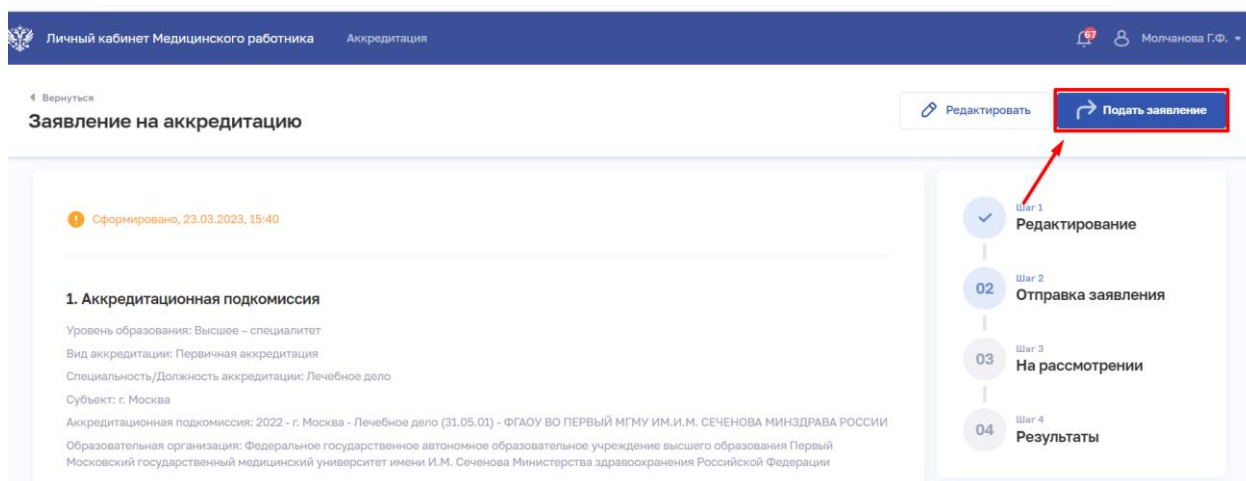 Личный кабинет Медицинского работника Аккредитация 67 Молчанова Г.Ф.
Вернуться
Заявление на аккредитацию
Редактировать
Подать заявление
Сформировано, 23.03.2023, 15:40
1. Аккредитационная подкомиссия
Уровень образования: Высшее – специалитет
Вид аккредитации: Первичная аккредитация
Специальность/Должность аккредитации: Лечебное дело
Субъект: г. Москва
Аккредитационная подкомиссия: 2022 - г. Москва - Лечебное дело (31.05.01) - ФГАОУ ВО ПЕРВЫЙ МГМУ ИМ.И.М. СЕЧЕНОВА МИНЗДРАВА РОССИИ
Образовательная организация: Федеральное государственное автономное образовательное учреждение высшего образования Первый
Московский государственный медицинский университет имени И.М. Сеченова Министерства здравоохранения Российской Федерации
Шаг 1
Редактирование
02
Шаг 2
Отправка заявления
03
Шаг 3
На рассмотрении
04
Шаг 4
Результаты